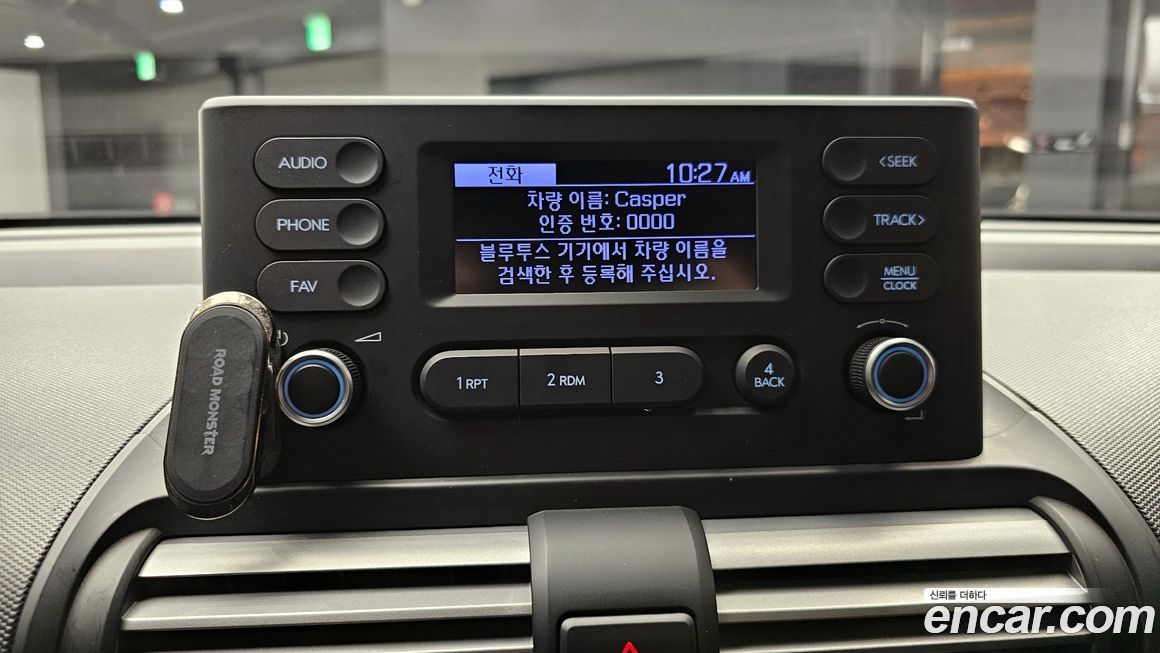 AUDIO
PHONE
FAV
전화 10:27 AM
차량 이름: Casper
인증 번호: 0000
블루투스 기기에서 차량 이름을
검색한 후 등록해 주십시오.
<SEEK
TRACK>
MENU
CLOCK
ROAD MONSTER
1 RPT
2 RDM
3
4
BACK
신뢰를 더하다
encar.com